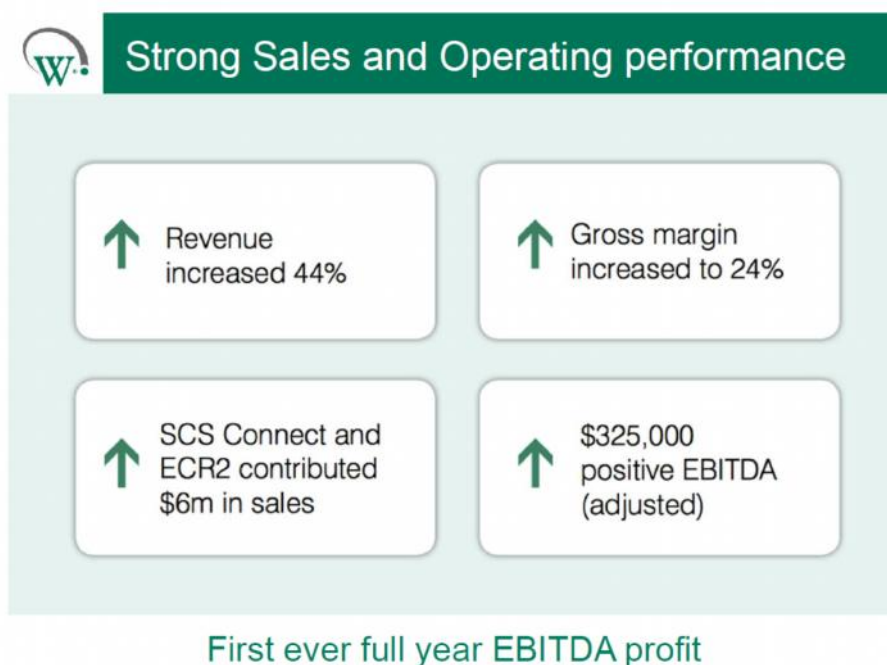 W
Strong Sales and Operating performance
Revenue
increased 44%
Gross margin
increased to 24%
SCS Connect and
ECR2 contributed
$6m in sales
$325,000
positive EBITDA
(adjusted)
First ever full year EBITDA profit